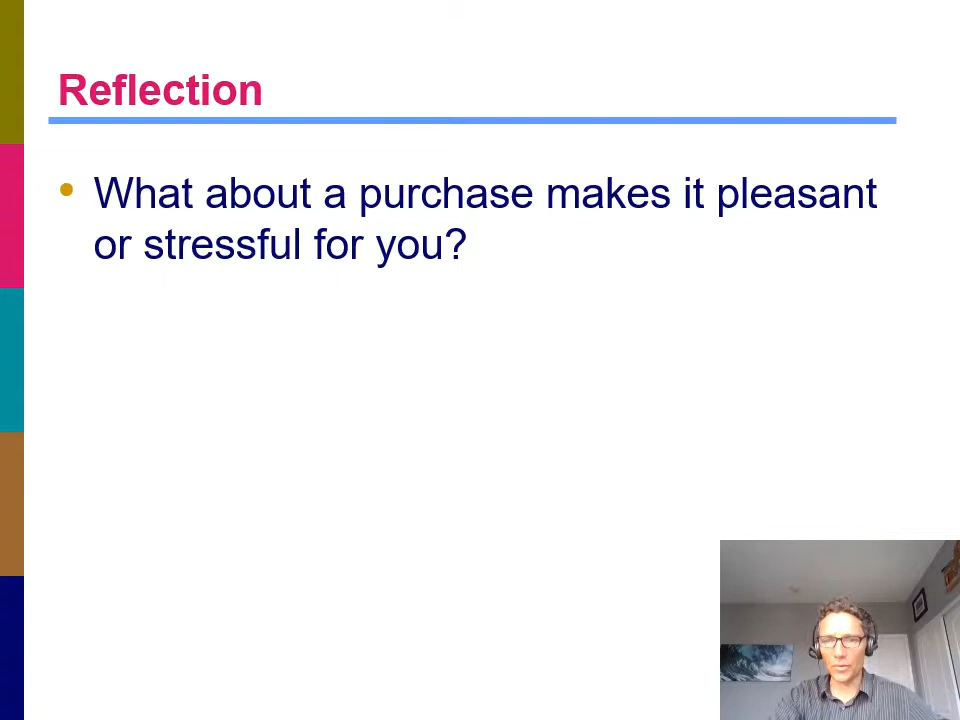 Reflection
• What about a purchase makes it pleasant
or stressful for you?